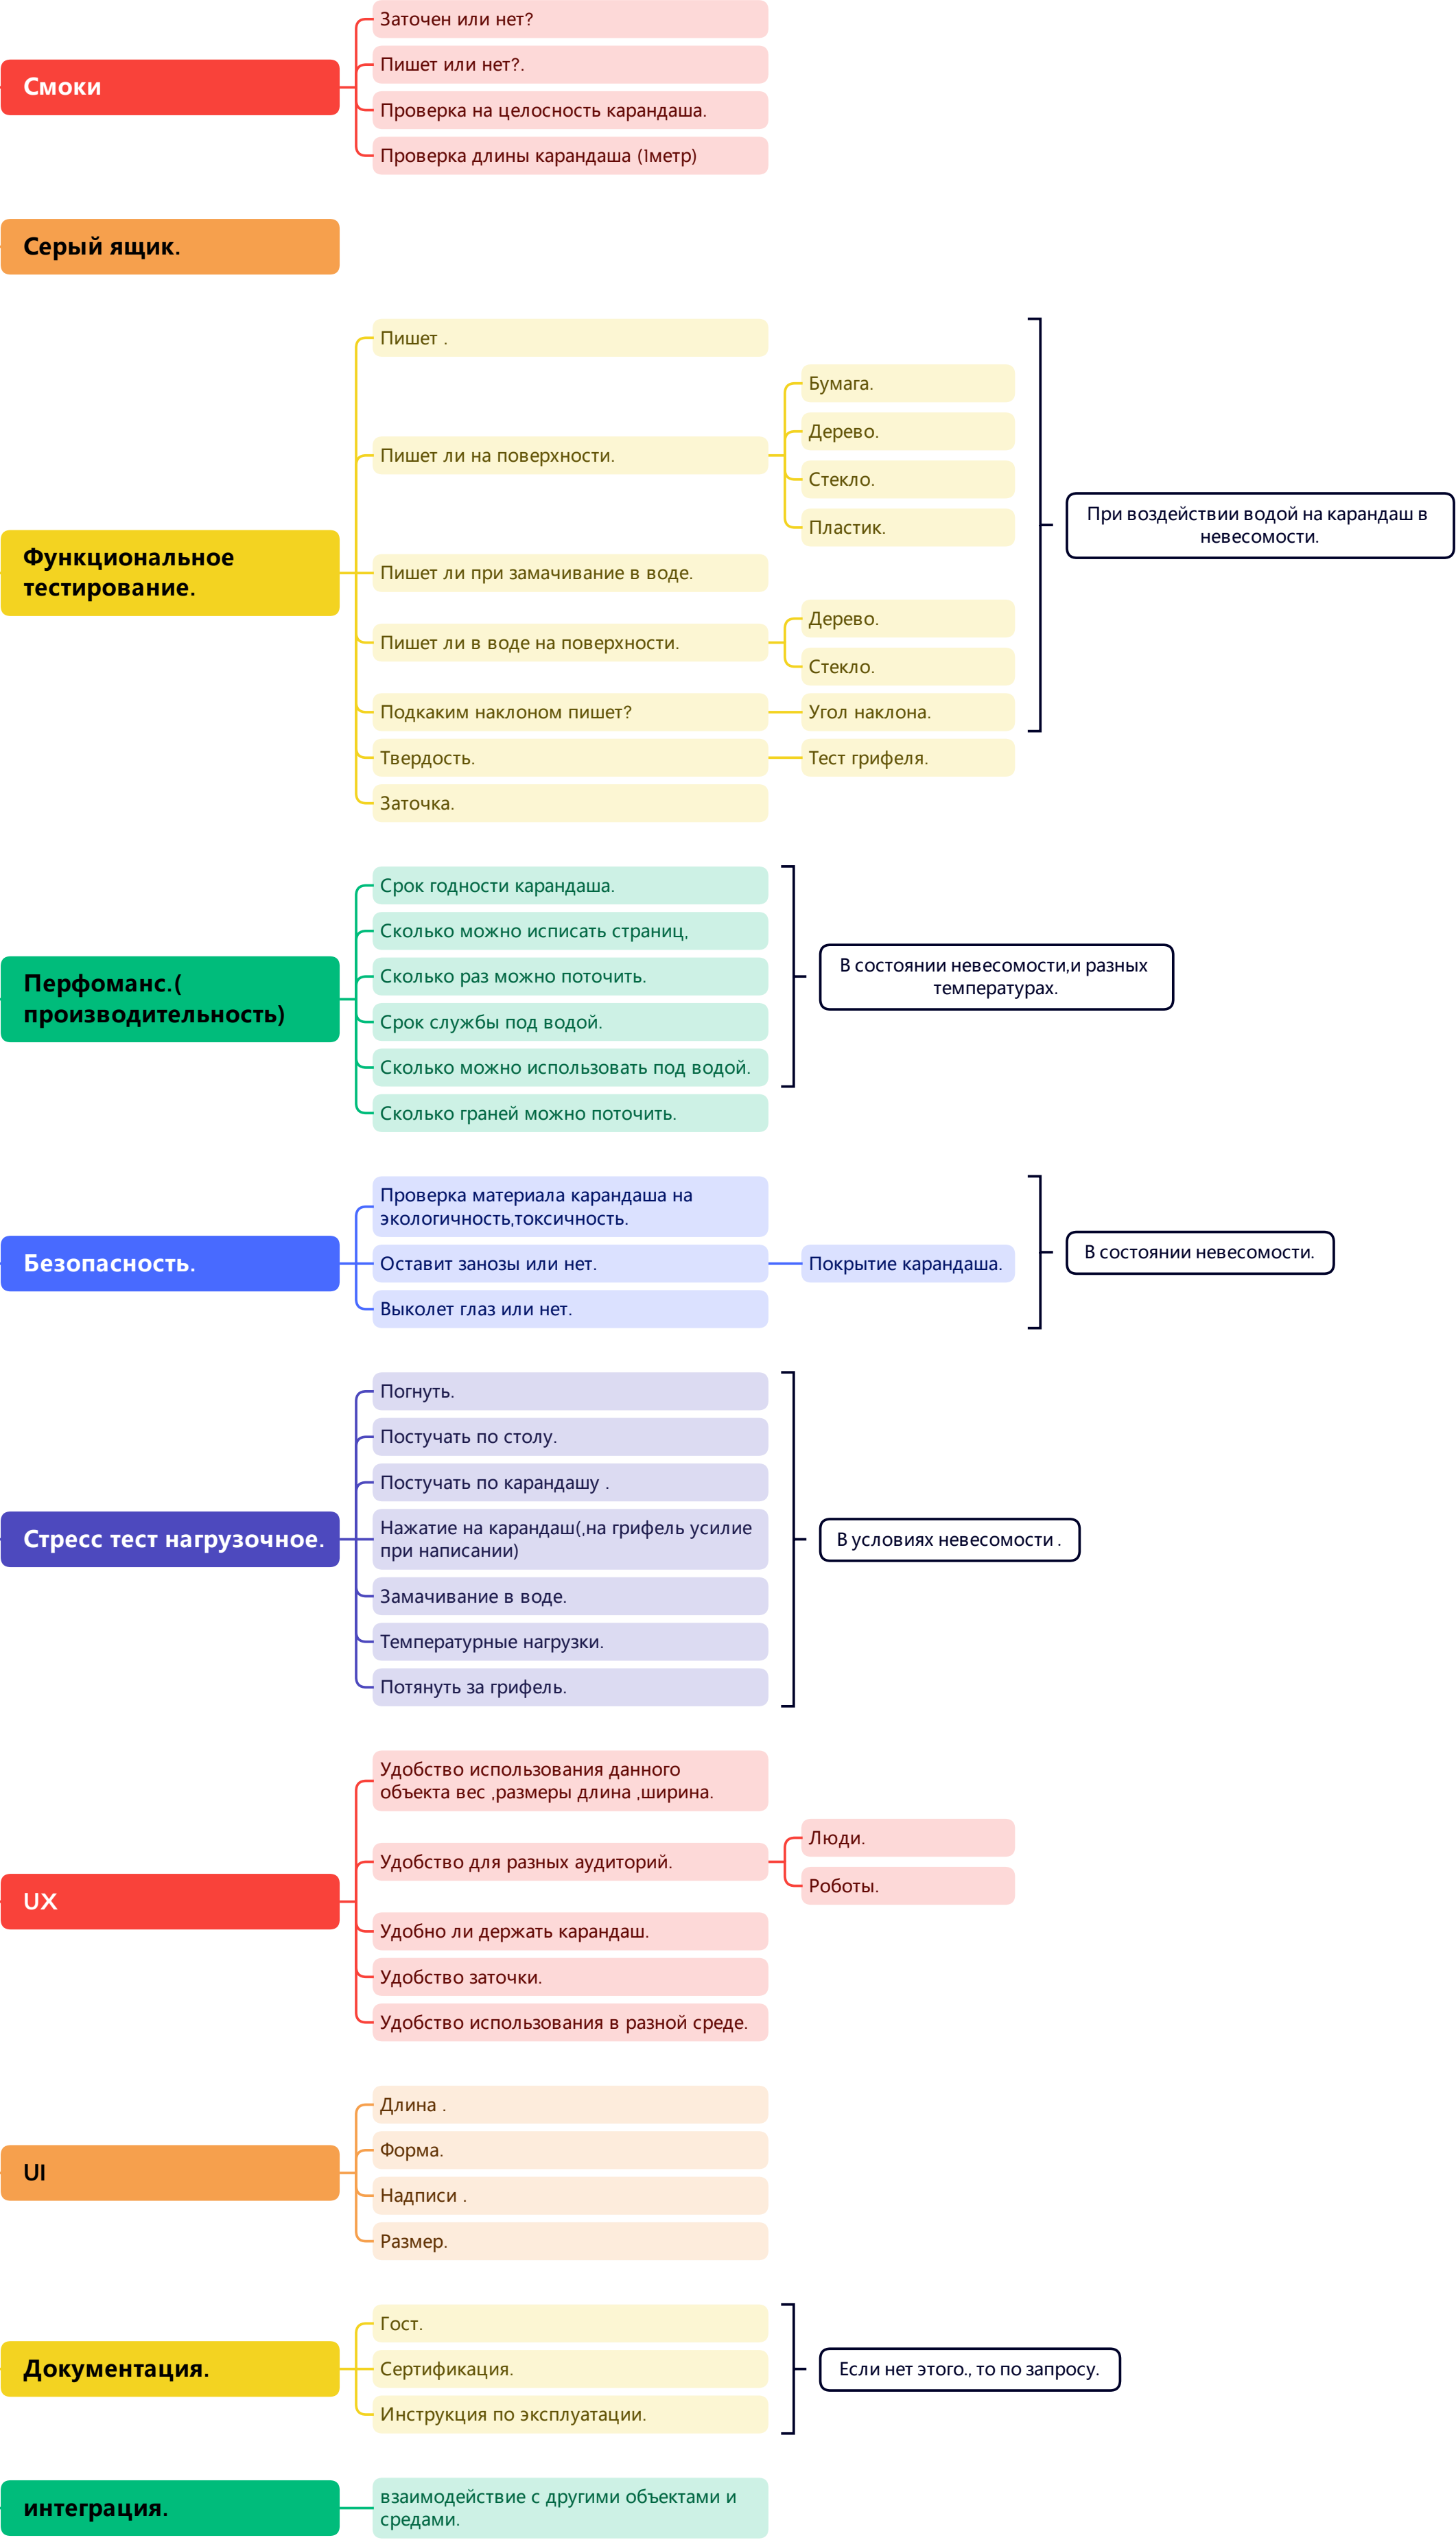 Смоки
Заточен или нет?
Пишет или нет?.
Проверка на целосность карандаша.
Проверка длины карандаша (1метр)
Серый ящик.
Функциональное
тестирование.
Пишет .
Пишет ли на поверхности.
Бумага.
Дерево.
Стекло.
Пластик.
Пишет ли при замачивание в воде.
Пишет ли в воде на поверхности.
Дерево.
Стекло.
Подкаким наклоном пишет?
Угол наклона.
Твердость.
Тест грифеля.
Заточка.
При воздействии водой на карандаш в
невесомости.
Перфоманс.(
производительность)
Срок годности карандаша.
Сколько можно исписать страниц,
Сколько раз можно поточить.
Срок службы под водой.
Сколько можно использовать под водой.
Сколько граней можно поточить.
В состоянии невесомости,и разных
температурах.
Безопасность.
Проверка материала карандаша на
экологичность,токсичность.
Оставит занозы или нет.
Покрытие карандаша.
Выколет глаз или нет.
В состоянии невесомости.
Стресс тест нагрузочное.
Погнуть.
Постучать по столу.
Постучать по карандашу .
Нажатие на карандаш(,на грифель усилие
при написании)
Замачивание в воде.
Температурные нагрузки.
Потянуть за грифель.
В условиях невесомости .
UX
Удобство использования данного
объекта вес ,размеры длина ,ширина.
Удобство для разных аудиторий.
Люди.
Роботы.
Удобно ли держать карандаш.
Удобство заточки.
Удобство использования в разной среде.
UI
Длина .
Форма.
Надписи .
Размер.
Документация.
Гост.
Сертификация.
Инструкция по эксплуатации.
Если нет этого., то по запросу.
интеграция.
взаимодействие с другими объектами и
средами.